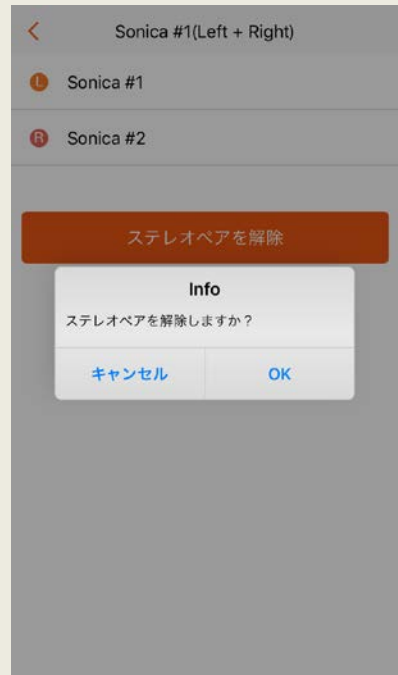 Sonica #1(Left + Right)
L Sonica #1
R Sonica #2
ステレオペアを解除
Info
ステレオペアを解除しますか？
キャンセル OK